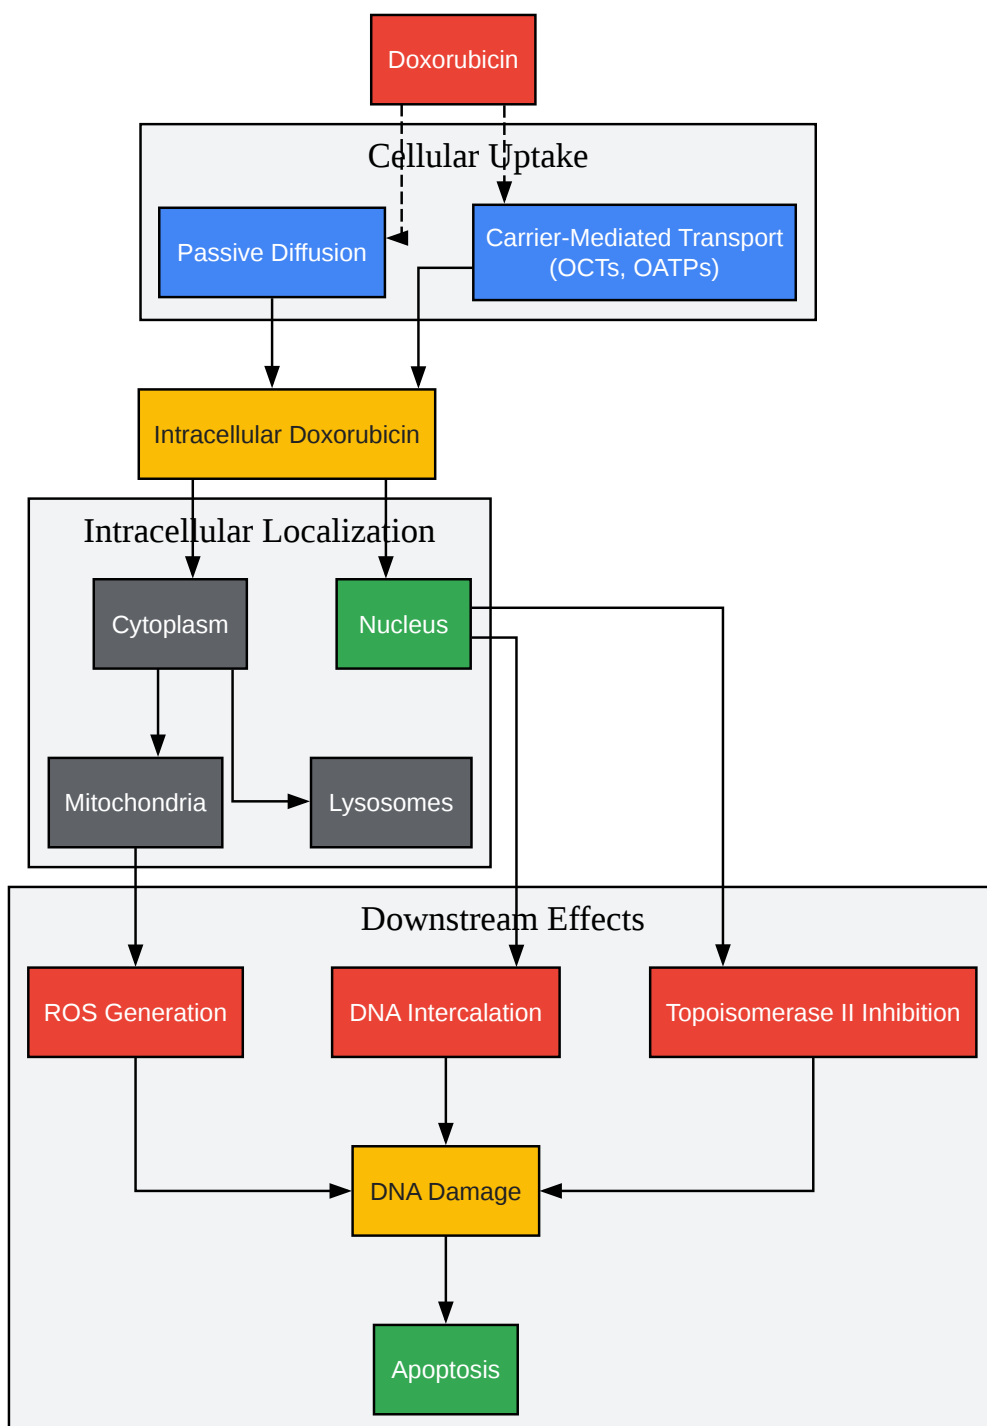 Doxorubicin
Cellular Uptake
Passive Diffusion
Carrier-Mediated Transport
(OCTs, OATPs)
Intracellular Doxorubicin
Intracellular Localization
Cytoplasm
Nucleus
Mitochondria
Lysosomes
Downstream Effects
ROS Generation
DNA Intercalation
Topoisomerase II Inhibition
DNA Damage
Apoptosis